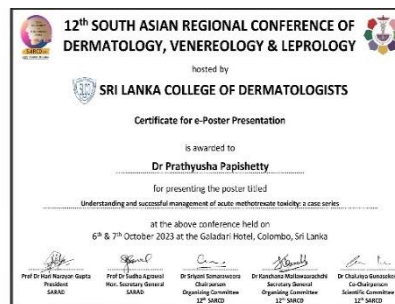 12th SOUTH ASIAN REGIONAL CONFERENCE OF
DERMATOLOGY, VENEREOLOGY & LEPROLOGY
hosted by
SRI LANKA COLLEGE OF DERMATOLOGISTS
Certificate for e-Poster Presentation
is awarded to
Dr Prathyusha Papishetty
for presenting the poster titled
Understanding and successful management of acute methotrexate toxicity: a case series
at the above conference held on
6th & 7th October 2023 at the Galadari Hotel, Colombo, Sri Lanka
Prof Dr Hari Narayan Gupta
President
SARAD
Prof Dr Sudha Agrawal
Hon. Secretary General
SARAD
Dr Sriyani Samaraweera
Chairperson
Organising Committee
12th SARCD
Dr Kanchana Mallawaarachchi
Secretary General
Organising Committee
12th SARCD
Dr Chalukya Gunasekara
Co-Chairperson
Scientific Committee
12th SARCD